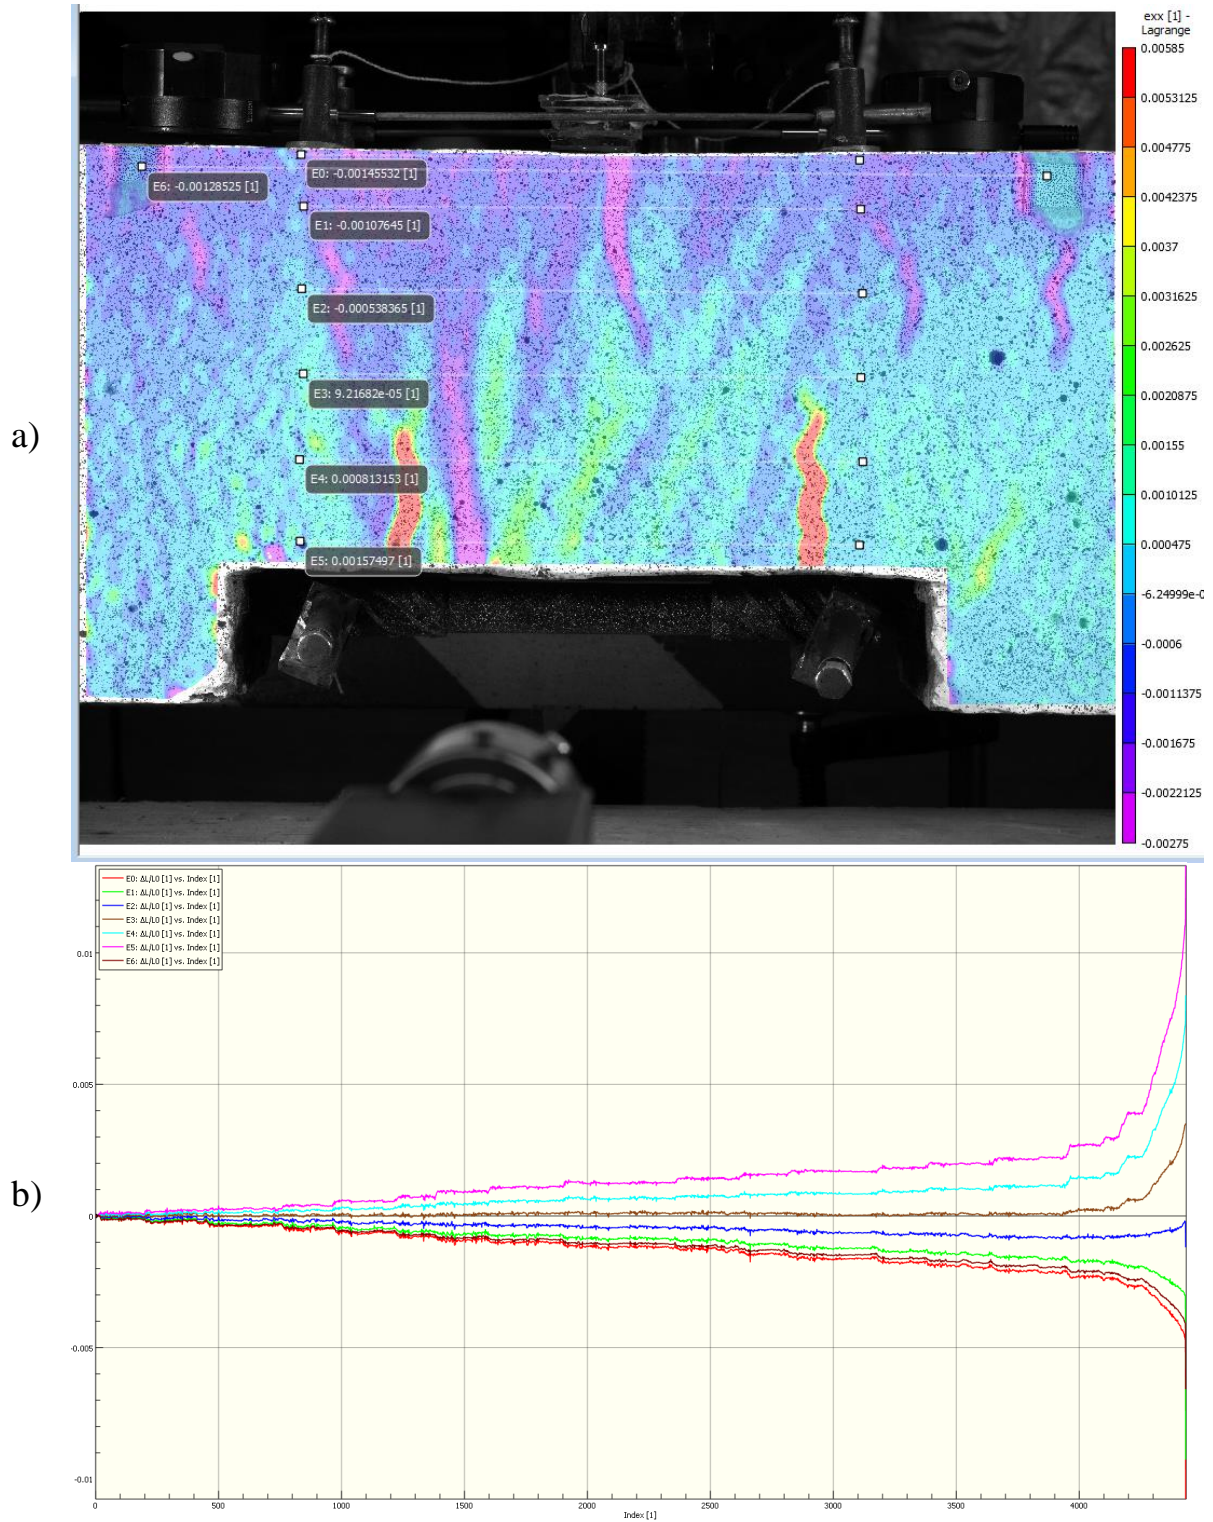 exx [1] -
Lagrange
0.00585
0.0053125
0.004775
0.0042375
0.0037
0.0031625
0.002625
0.0020875
0.00155
0.0010125
0.000475
-6.24999e-0
-0.0006
-0.0011375
-0.001675
-0.0022125
-0.00275
E0: -0.00145532 [1]
E6: -0.00128525 [1]
E1: -0.00107645 [1]
E2: -0.000538365 [1]
E3: 9.21682e-05 [1]
a)
E4: 0.000813153 [1]
E5: 0.00157497 [1]
E0: ΔL/L0 [1] vs. Index [1]
E1: ΔL/L0 [1] vs. Index [1]
E2: ΔL/L0 [1] vs. Index [1]
E3: ΔL/L0 [1] vs. Index [1]
E4: ΔL/L0 [1] vs. Index [1]
E5: ΔL/L0 [1] vs. Index [1]
E6: ΔL/L0 [1] vs. Index [1]
0.01
0.005
b)
0
-0.005
-0.01
0 500 1000 1500 2000 2500 3000 3500 4000
Index [1]